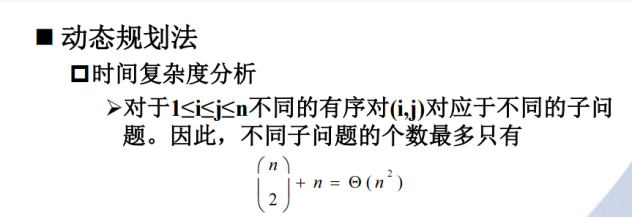 ■ 动态规划法
□时间复杂度分析
➢对于1≤i≤j≤n不同的有序对(i,j)对应于不同的子问
题。因此，不同子问题的个数最多只有
(n 2) + n = Θ(n²)